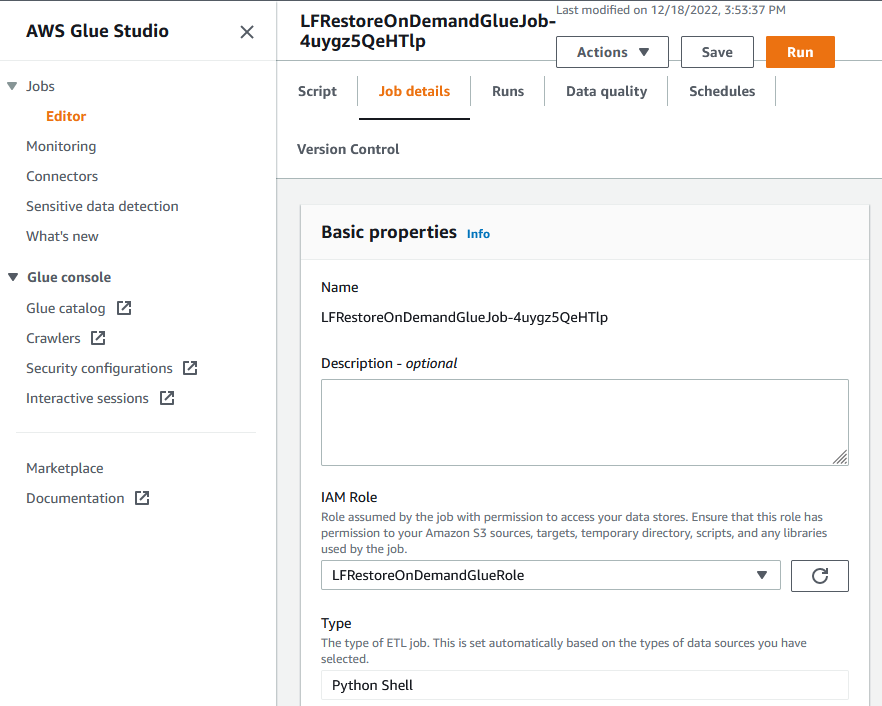 AWS Glue Studio
Jobs
Editor
Monitoring
Connectors
Sensitive data detection
What's new
Glue console
Glue catalog
Crawlers
Security configurations
Interactive sessions
Marketplace
Documentation
LFRestoreOnDemandGlueJob-
4uygz5QeHTlp
Last modified on 12/18/2022, 3:53:37 PM
Actions
Save
Run
Script
Job details
Runs
Data quality
Schedules
Version Control
Basic properties Info
Name
LFRestoreOnDemandGlueJob-4uygz5QeHTlp
Description - optional
IAM Role
Role assumed by the job with permission to access your data stores. Ensure that this role has
permission to your Amazon S3 sources, targets, temporary directory, scripts, and any libraries
used by the job.
LFRestoreOnDemandGlueRole
Type
The type of ETL job. This is set automatically based on the types of data sources you have
selected.
Python Shell